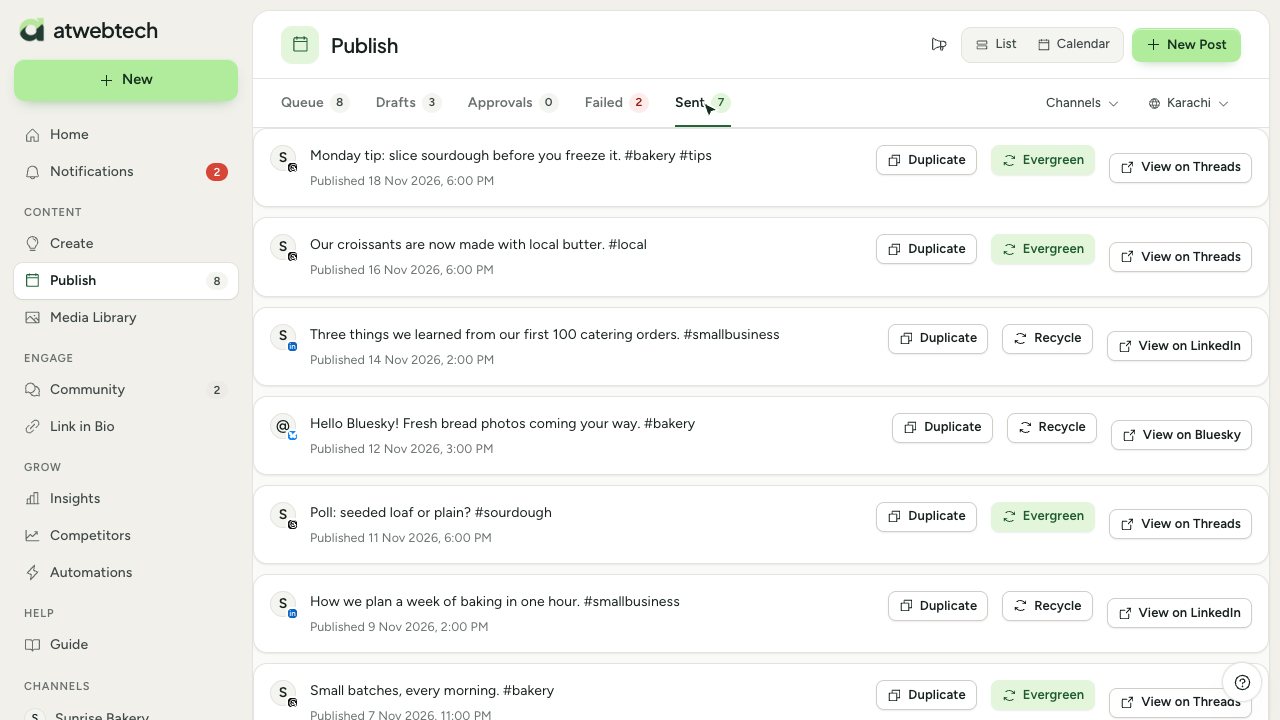 atwebtech
New
Home
Notifications 2
CONTENT
Create
Publish 8
Media Library
ENGAGE
Community 2
Link in Bio
GROW
Insights
Competitors
Automations
HELP
Guide
CHANNELS
S Sunrise Bakery
Publish
List Calendar New Post
Queue 8 Drafts 3 Approvals 0 Failed 2 Sent 7 Channels Karachi
S Monday tip: slice sourdough before you freeze it. #bakery #tips
Published 18 Nov 2026, 6:00 PM
Duplicate Evergreen View on Threads
S Our croissants are now made with local butter. #local
Published 16 Nov 2026, 6:00 PM
Duplicate Evergreen View on Threads
S Three things we learned from our first 100 catering orders. #smallbusiness
in Published 14 Nov 2026, 2:00 PM
Duplicate Recycle View on LinkedIn
@ Hello Bluesky! Fresh bread photos coming your way. #bakery
Published 12 Nov 2026, 3:00 PM
Duplicate Recycle View on Bluesky
S Poll: seeded loaf or plain? #sourdough
Published 11 Nov 2026, 6:00 PM
Duplicate Evergreen View on Threads
S How we plan a week of baking in one hour. #smallbusiness
in Published 9 Nov 2026, 2:00 PM
Duplicate Recycle View on LinkedIn
S Small batches, every morning. #bakery
Published 7 Nov 2026, 11:00 PM
Duplicate Evergreen View on Threads
?